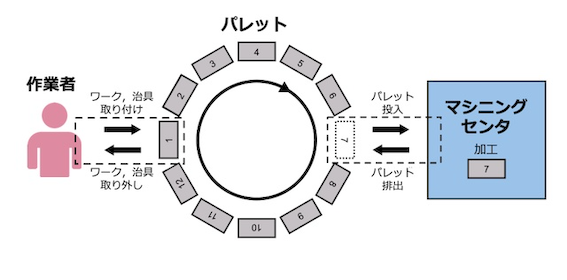 パレット
作業者
ワーク，治具
取り付け
ワーク，治具
取り外し
1
2
3
4
5
6
7
8
9
10
11
12
パレット
投入
パレット
排出
マシニング
センタ
加工
7